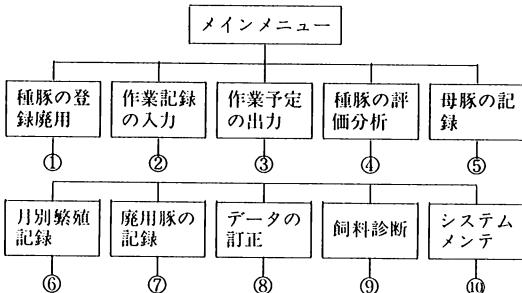 メインメニュー
種豚の登
録廃用
作業記録
の入力
作業予定
の出力
種豚の評
価分析
母豚の記
録
①
②
③
④
⑤
月別繁殖
記録
廃用豚の
記録
データの
訂正
飼料診断
システム
メンテ
⑥
⑦
⑧
⑨
⑩